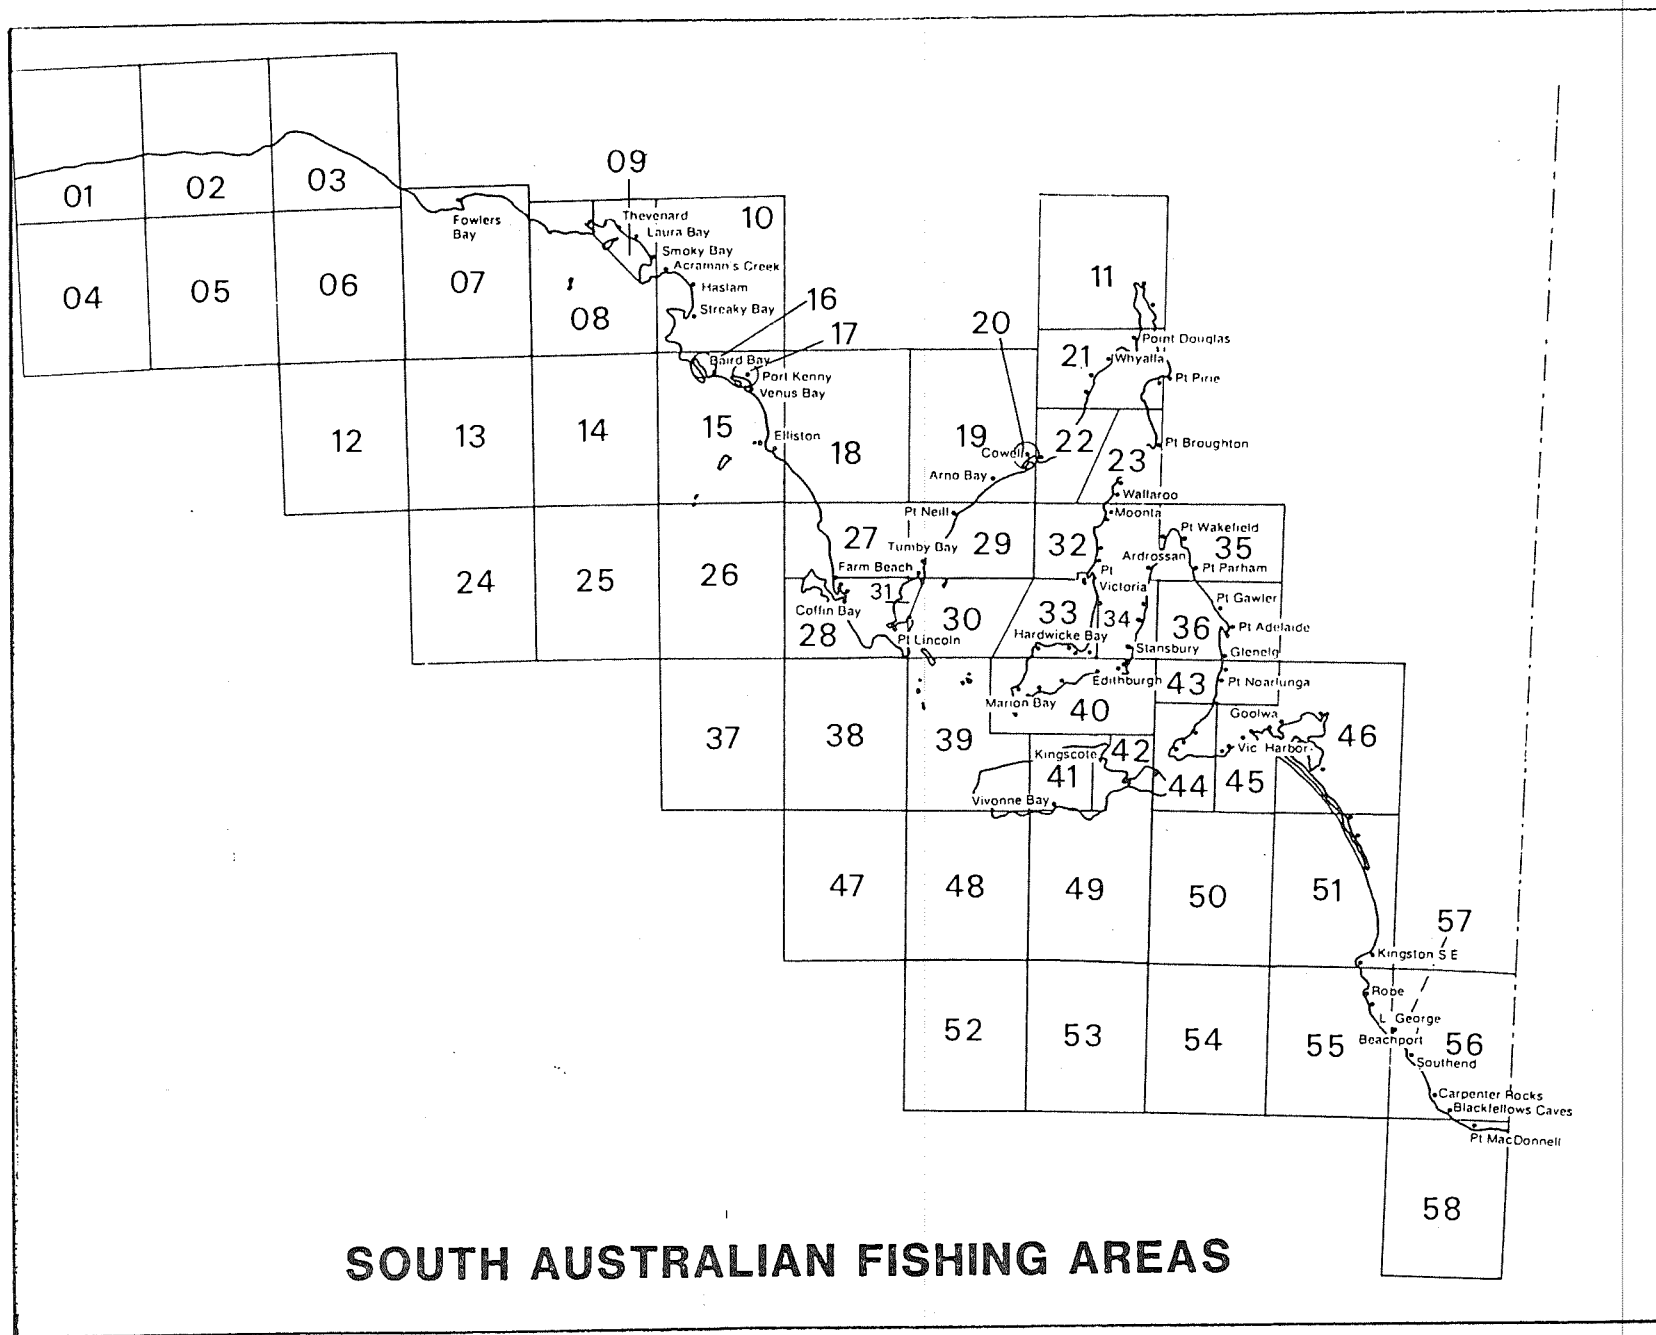 09
01
02
03
Fowlers
Bay
Thevenard
Laura Bay
10
Smoky Bay
Acraman's Creek
Haslam
Streaky Bay
04
05
06
07
08
11
16
17
20
21
Point Douglas
Whyalla
Pt Pirie
Baird Bay
Port Kenny
Venus Bay
12
13
14
15
Elliston
18
19
Cowell
Arno Bay
22
23
Pt Broughton
Wallaroo
Moonta
24
25
26
27
Pt Neill
Tumby Bay
29
32
Ardrossan
Pt Wakefield
35
Pt Parham
Farm Beach
31
Coffin Bay
28
Pt Lincoln
30
33
Pt
Victoria
34
Hardwicke Bay
Stansbury
36
Pt Gawler
Pt Adelaide
Glenelg
Edithburgh
43
Pt Noarlunga
37
38
39
Marion Bay
40
Goolwa
46
Kingscote
42
41
Vivonne Bay
44
Vic Harbor
45
47
48
49
50
51
57
Kingston S E
52
53
54
55
Robe
L George
Beachport
56
Southend
Carpenter Rocks
Blackfellows Caves
Pt MacDonnell
58
SOUTH AUSTRALIAN FISHING AREAS